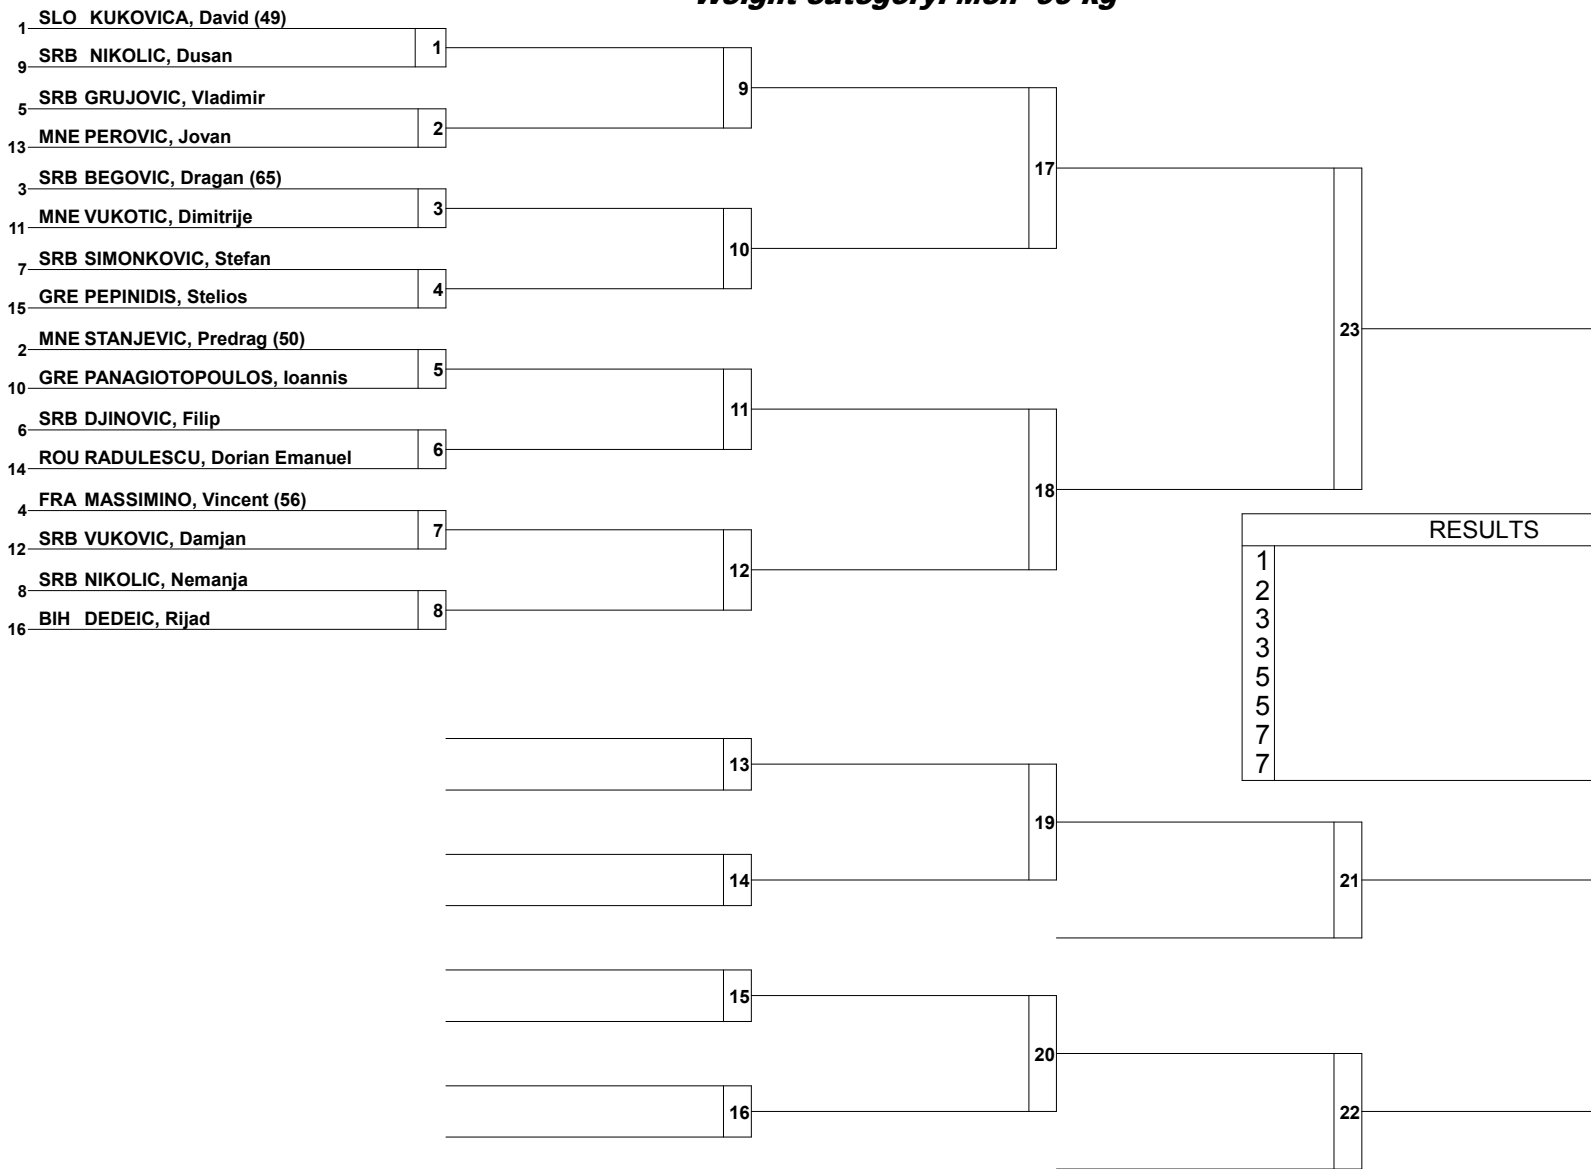 Weight category: Men -90 kg
1 SLO KUKOVICA, David (49)
1
9 SRB NIKOLIC, Dusan
9
5 SRB GRUJOVIC, Vladimir
2
13 MNE PEROVIC, Jovan
17
3 SRB BEGOVIC, Dragan (65)
3
11 MNE VUKOTIC, Dimitrije
10
7 SRB SIMONKOVIC, Stefan
4
15 GRE PEPINIDIS, Stelios
23
2 MNE STANJEVIC, Predrag (50)
5
10 GRE PANAGIOTOPOULOS, Ioannis
11
6 SRB DJINOVIC, Filip
6
14 ROU RADULESCU, Dorian Emanuel
18
4 FRA MASSIMINO, Vincent (56)
7
12 SRB VUKOVIC, Damjan
12
8 SRB NIKOLIC, Nemanja
8
16 BIH DEDEIC, Rijad
RESULTS
1
2
3
3
5
5
7
7
13
19
14
21
15
20
16
22